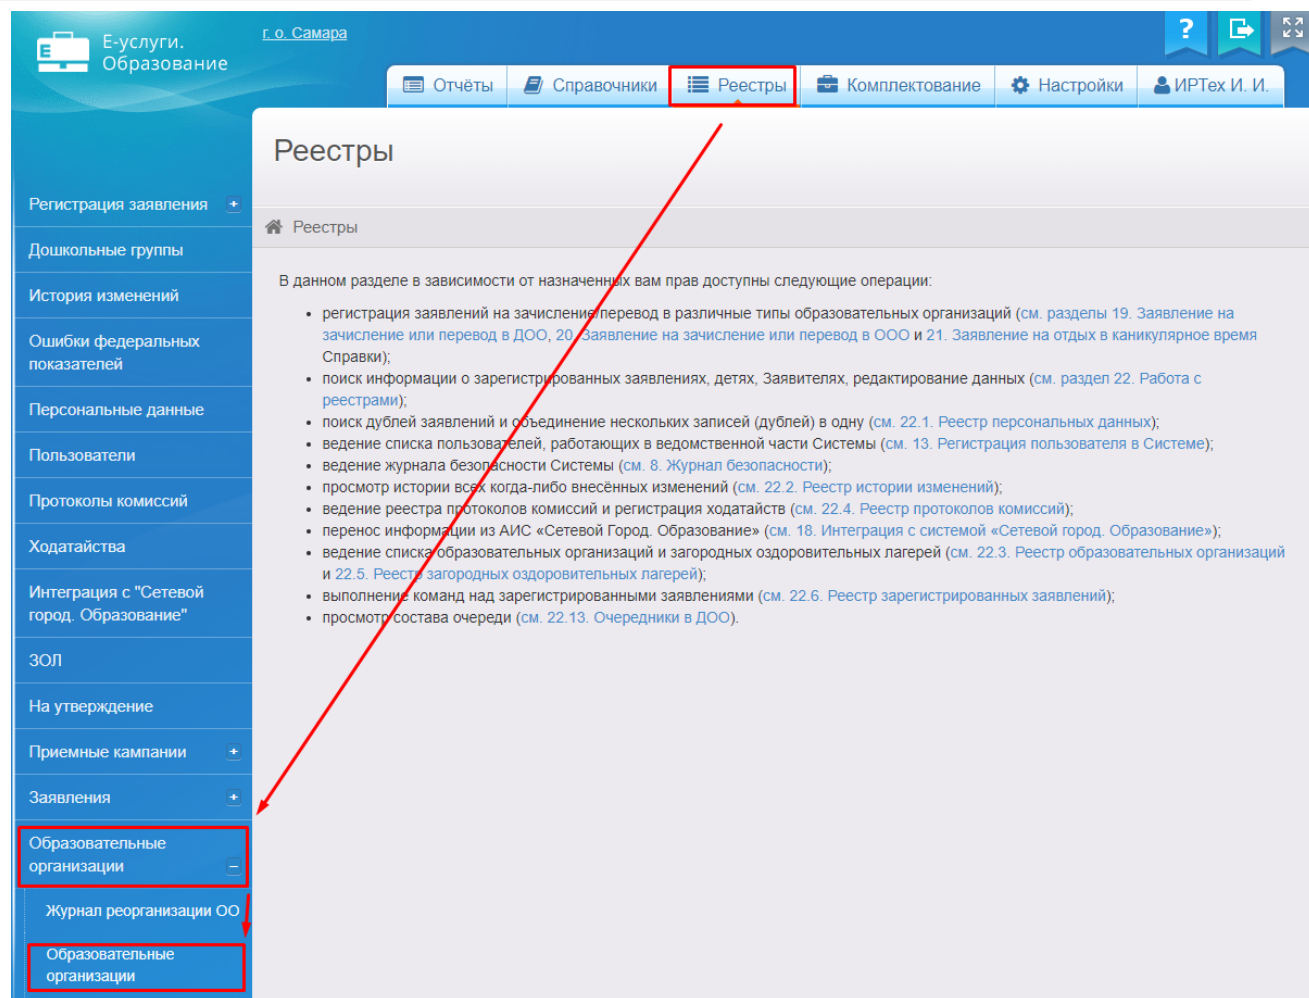 Е-услуги.
Образование
г. о. Самара
?
Отчёты
Справочники
Реестры
Комплектование
Настройки
ИРТех И. И.
Реестры
Реестры
Регистрация заявления
Дошкольные группы
История изменений
Ошибки федеральных
показателей
Персональные данные
Пользователи
Протоколы комиссий
Ходатайства
Интеграция с "Сетевой
город. Образование"
ЗОЛ
На утверждение
Приемные кампании
Заявления
Образовательные
организации
Журнал реорганизации ОО
Образовательные
организации
В данном разделе в зависимости от назначенных вам прав доступны следующие операции:
• регистрация заявлений на зачисление/перевод в различные типы образовательных организаций (см. разделы 19. Заявление на
зачисление или перевод в ДОО, 20. Заявление на зачисление или перевод в ООО и 21. Заявление на отдых в каникулярное время
Справки);
• поиск информации о зарегистрированных заявлениях, детях, Заявителях, редактирование данных (см. раздел 22. Работа с
реестрами);
• поиск дублей заявлений и объединение нескольких записей (дублей) в одну (см. 22.1. Реестр персональных данных);
• ведение списка пользователей, работающих в ведомственной части Системы (см. 13. Регистрация пользователя в Системе);
• ведение журнала безопасности Системы (см. 8. Журнал безопасности);
• просмотр истории всех когда-либо внесённых изменений (см. 22.2. Реестр истории изменений);
• ведение реестра протоколов комиссий и регистрация ходатайств (см. 22.4. Реестр протоколов комиссий);
• перенос информации из АИС «Сетевой Город. Образование» (см. 18. Интеграция с системой «Сетевой город. Образование»);
• ведение списка образовательных организаций и загородных оздоровительных лагерей (см. 22.3. Реестр образовательных организаций
и 22.5. Реестр загородных оздоровительных лагерей);
• выполнение команд над зарегистрированными заявлениями (см. 22.6. Реестр зарегистрированных заявлений);
• просмотр состава очереди (см. 22.13. Очередники в ДОО).